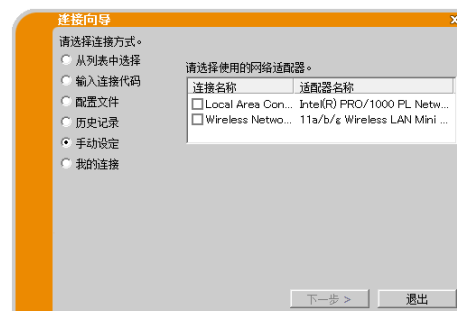 连接向导
x
请选择连接方式。
从列表中选择
输入连接代码
配置文件
历史记录
手动设定
我的连接
请选择使用的网络适配器。
连接名称 适配器名称
Local Area Con... Intel(R) PRO/1000 PL Netw...
Wireless Netwo... 11a/b/g Wireless LAN Mini ...
下一步 > 退出